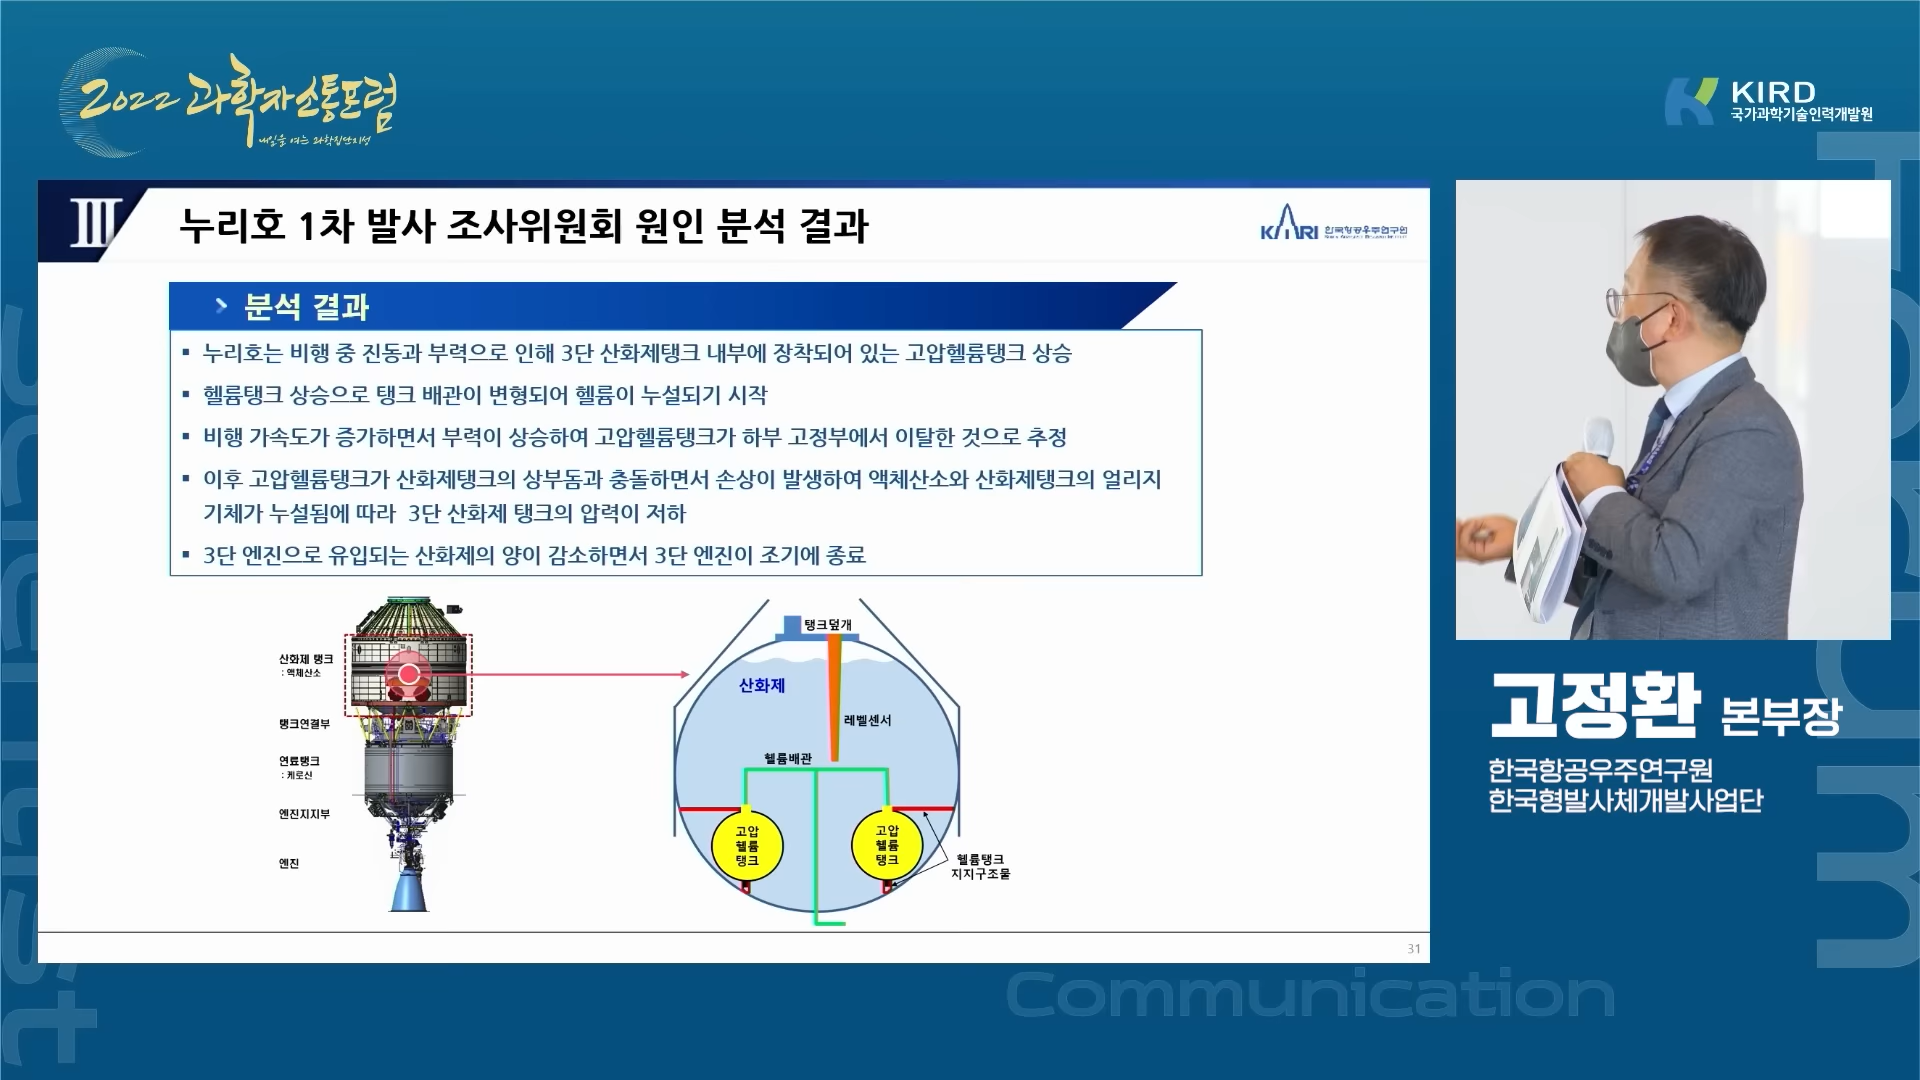 2022 과학자소통포럼
내일을 여는 과학집단지성
KIRD
국가과학기술인력개발원
III
누리호 1차 발사 조사위원회 원인 분석 결과
KARI 한국항공우주연구원
분석 결과
▪ 누리호는 비행 중 진동과 부력으로 인해 3단 산화제탱크 내부에 장착되어 있는 고압헬륨탱크 상승
▪ 헬륨탱크 상승으로 탱크 배관이 변형되어 헬륨이 누설되기 시작
▪ 비행 가속도가 증가하면서 부력이 상승하여 고압헬륨탱크가 하부 고정부에서 이탈한 것으로 추정
▪ 이후 고압헬륨탱크가 산화제탱크의 상부돔과 충돌하면서 손상이 발생하여 액체산소와 산화제탱크의 얼리지
기체가 누설됨에 따라 3단 산화제 탱크의 압력이 저하
▪ 3단 엔진으로 유입되는 산화제의 양이 감소하면서 3단 엔진이 조기에 종료
산화제 탱크
: 액체산소
탱크연결부
연료탱크
: 케로신
엔진지지부
엔진
탱크덮개
산화제
레벨센서
헬륨배관
고압
헬륨
탱크
고압
헬륨
탱크
헬륨탱크
지지구조물
31
고정환 본부장
한국항공우주연구원
한국형발사체개발사업단
Communication